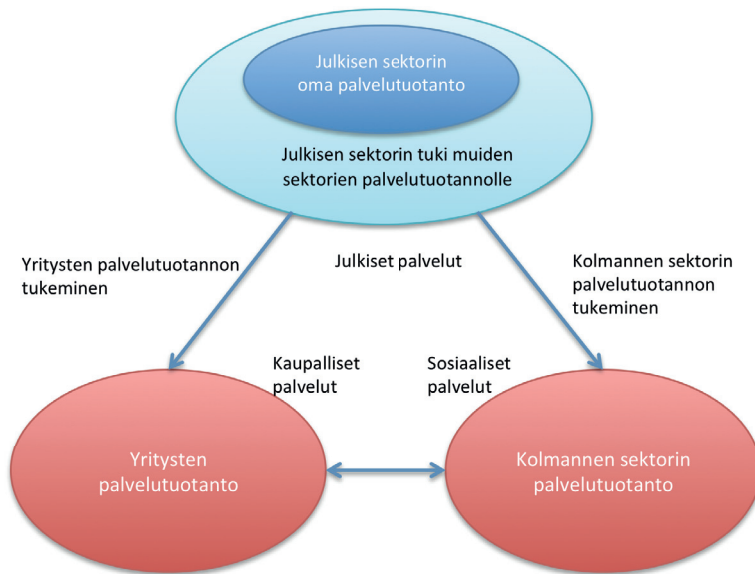 Julkisen sektorin
oma palvelutuotanto
Julkisen sektorin tuki muiden
sektorien palvelutuotannolle
Yritysten palvelutuotannon
tukeminen
Julkiset palvelut
Kolmannen sektorin
palvelutuotannon
tukeminen
Kaupalliset
palvelut
Sosiaaliset
palvelut
Yritysten
palvelutuotanto
Kolmannen sektorin
palvelutuotanto